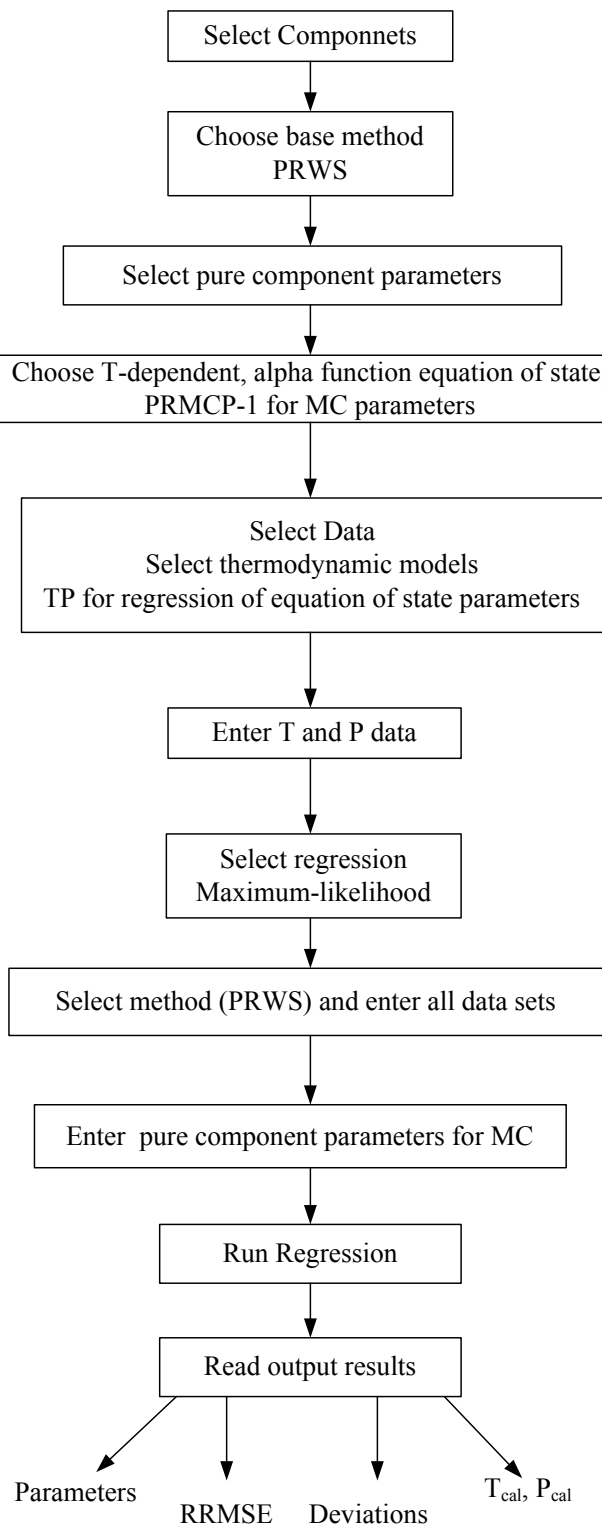 Select Componnets
Choose base method
PRWS
Select pure component parameters
Choose T-dependent, alpha function equation of state
PRMCP-1 for MC parameters
Select Data
Select thermodynamic models
TP for regression of equation of state parameters
Enter T and P data
Select regression
Maximum-likelihood
Select method (PRWS) and enter all data sets
Enter pure component parameters for MC
Run Regression
Read output results
Parameters
RRMSE
Deviations
Tcal, Pcal